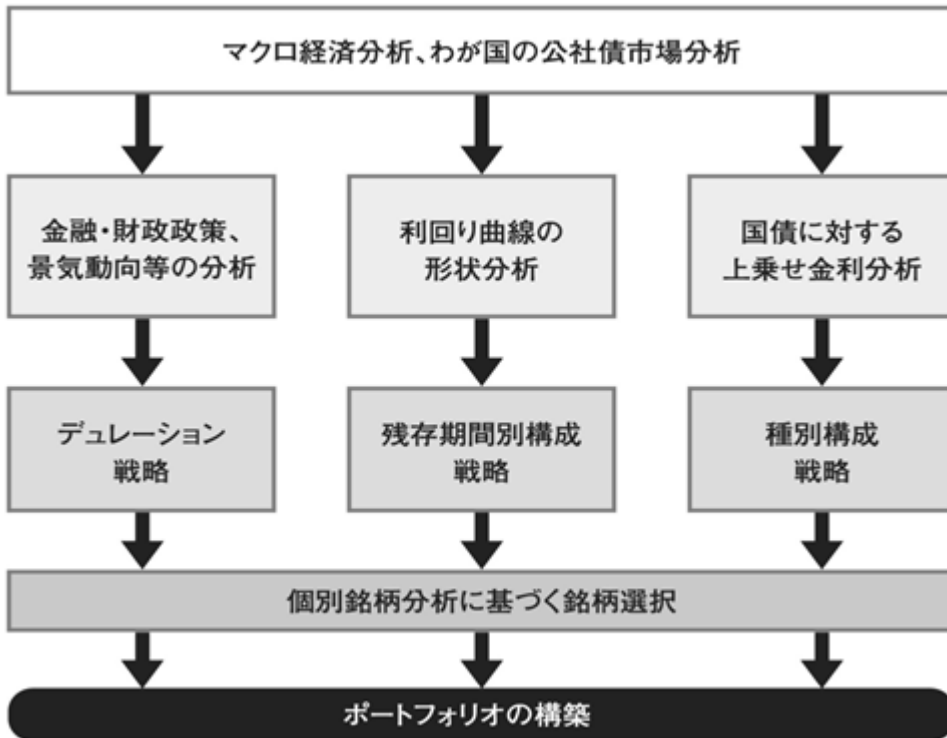 マクロ経済分析、わが国の公社債市場分析
金融・財政政策、
景気動向等の分析
利回り曲線の
形状分析
国債に対する
上乗せ金利分析
デュレーション
戦略
残存期間別構成
戦略
種別構成
戦略
個別銘柄分析に基づく銘柄選択
ポートフォリオの構築